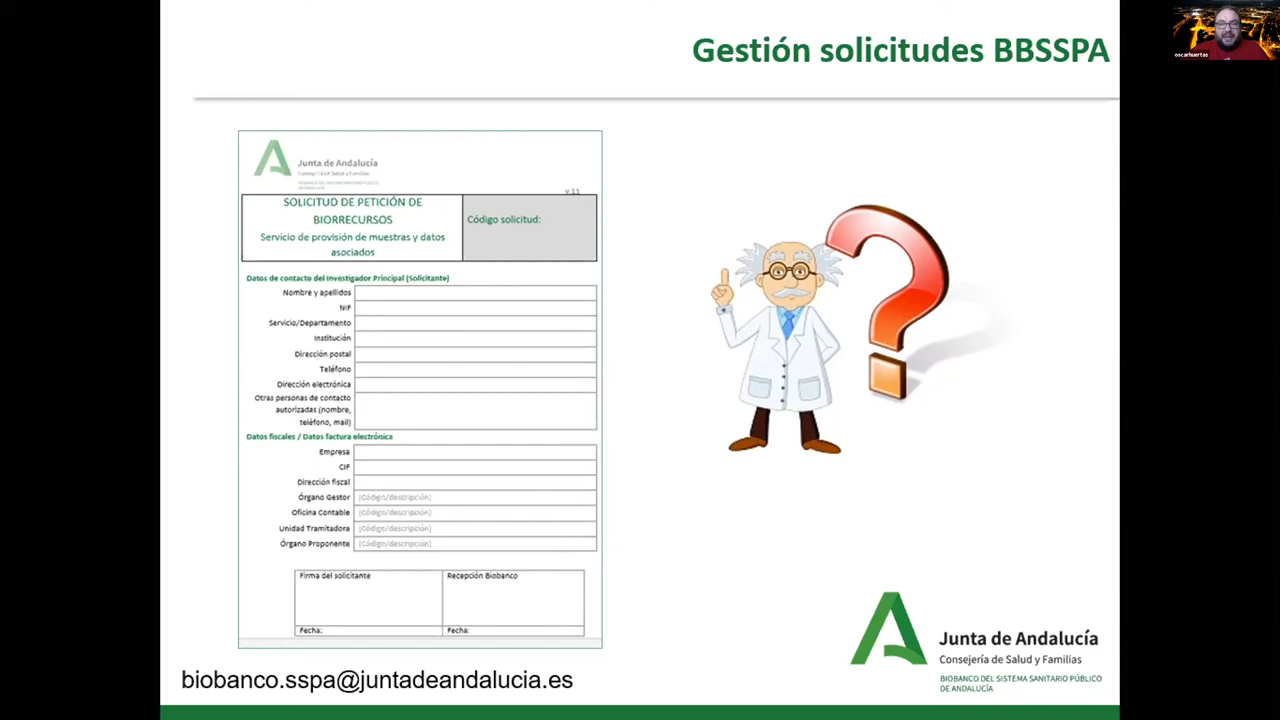 Gestión solicitudes BBSSPA
oscarhuertas
Junta de Andalucía
v.11
SOLICITUD DE PETICIÓN DE
BIORRECURSOS
Servicio de provisión de muestras y datos
asociados
Código solicitud:
Datos de contacto del Investigador Principal (Solicitante)
Nombre y apellidos
NIF
Servicio/Departamento
Institución
Dirección postal
Teléfono
Dirección electrónica
Otras personas de contacto
autorizadas (nombre,
teléfono, mail)
Datos fiscales / Datos factura electrónica
Empresa
CIF
Dirección fiscal
Órgano Gestor (Código/descripción)
Oficina Contable (Código/descripción)
Unidad Tramitadora (Código/descripción)
Órgano Proponente (Código/descripción)
Firma del solicitante Recepción Biobanco
Fecha: Fecha:
biobanco.sspa@juntadeandalucia.es
Junta de Andalucía
Consejería de Salud y Familias
BIOBANCO DEL SISTEMA SANITARIO PÚBLICO
DE ANDALUCÍA